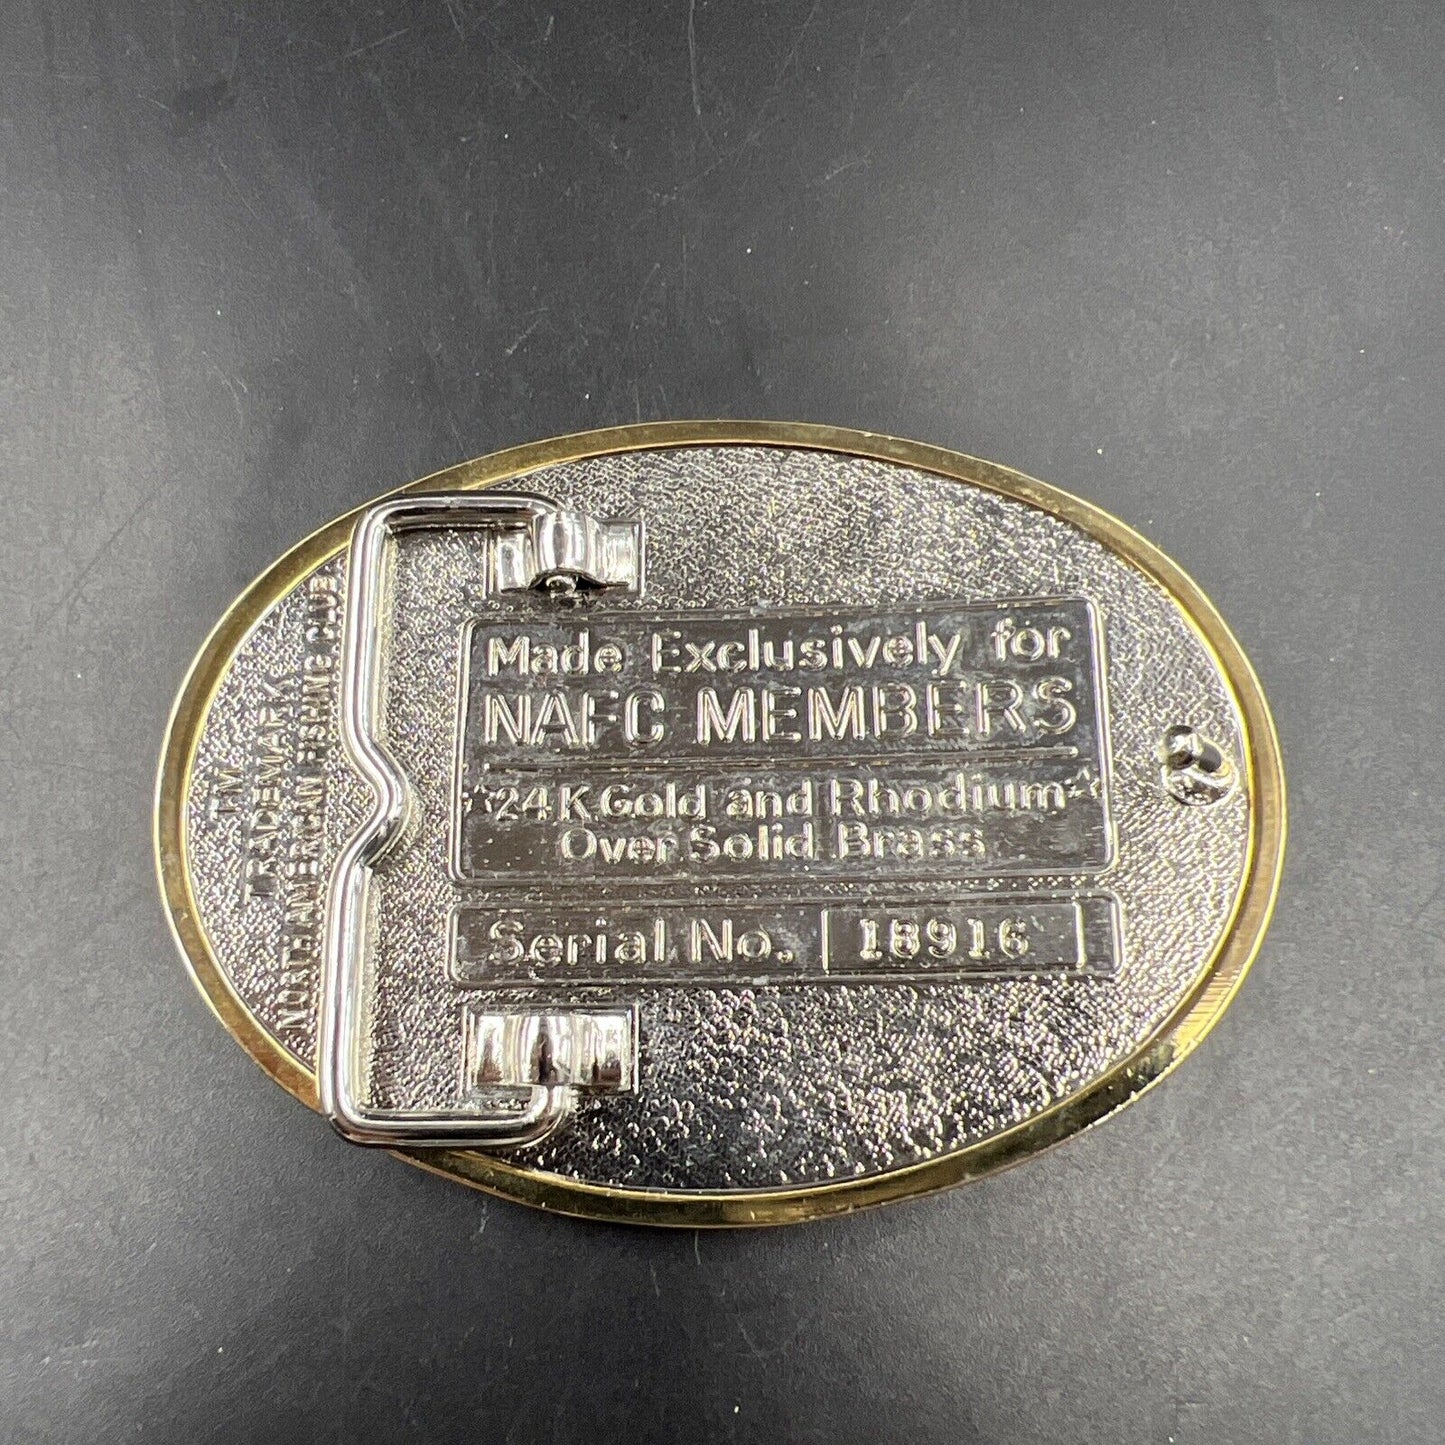 Made Exclusively for
NAFC MEMBERS
☆24K Gold and Rhodium☆
Over Solid Brass
Serial No. 18916
TM
TRADEMARK
NORTH AMERICAN FISHING CLUB